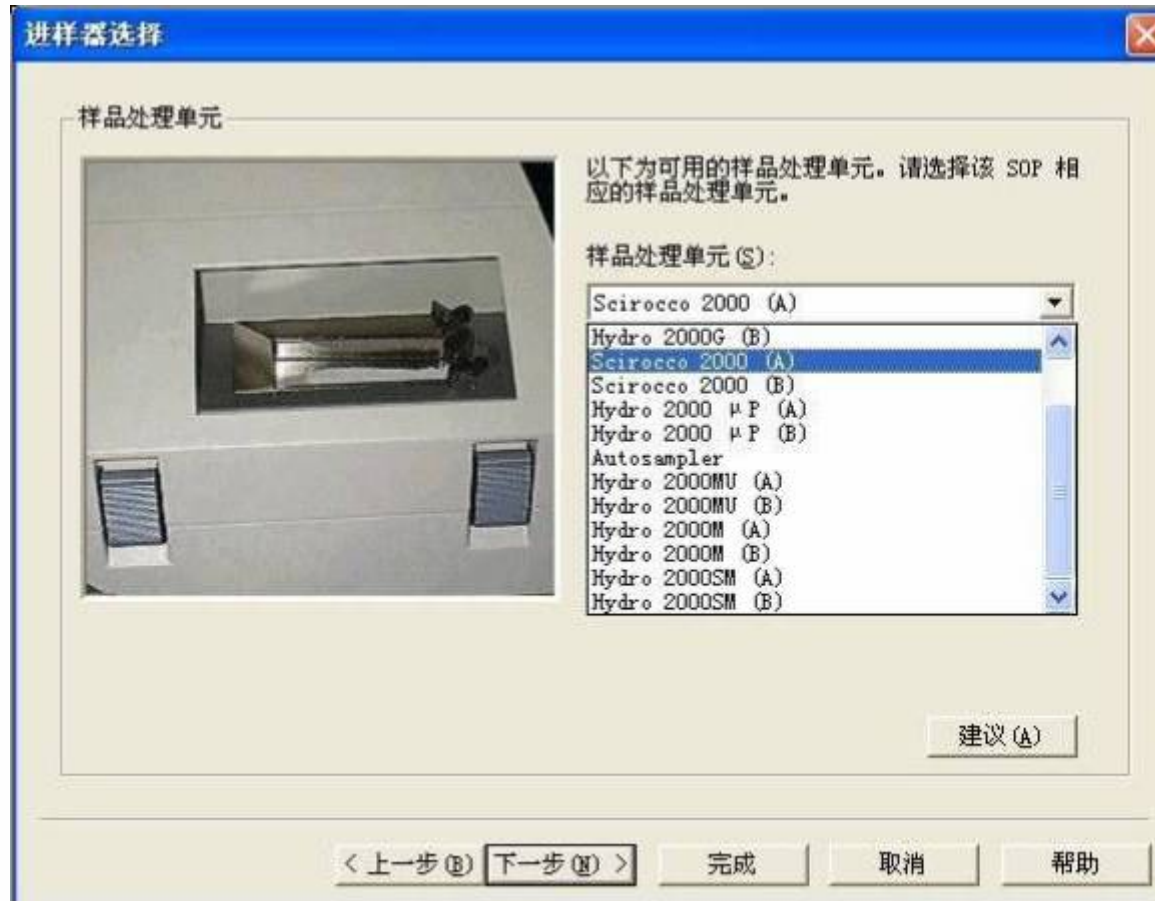 进样器选择
样品处理单元
以下为可用的样品处理单元。请选择该 SOP 相
应的样品处理单元。
样品处理单元(S):
Scirocco 2000 (A)
Hydro 2000G (B)
Scirocco 2000 (A)
Scirocco 2000 (B)
Hydro 2000 μP (A)
Hydro 2000 μP (B)
Autosampler
Hydro 2000MU (A)
Hydro 2000MU (B)
Hydro 2000M (A)
Hydro 2000M (B)
Hydro 2000SM (A)
Hydro 2000SM (B)
建议(A)
< 上一步(B) 下一步(N) > 完成 取消 帮助